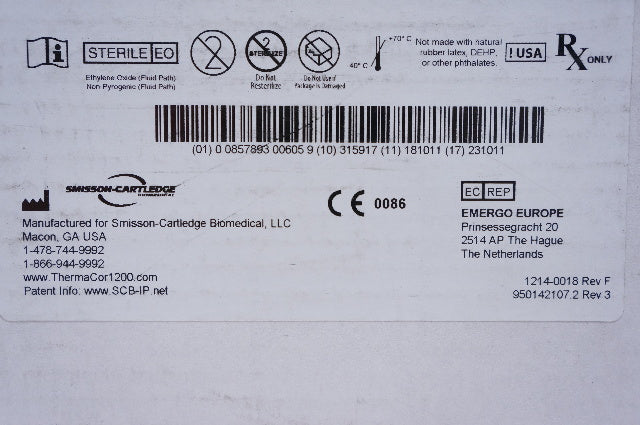 i
STERILE EO
2
STERILIZE
+70° C
40° C
Not made with natural
rubber latex, DEHP,
or other phthalates.
! USA
Rx ONLY
Ethylene Oxide (Fluid Path)
Non-Pyrogenic (Fluid Path)
Do Not
Resterilize
Do Not Use if
Package is Damaged
(01) 0 0857893 00605 9 (10) 315917 (11) 181011 (17) 231011
SMISSON-CARTLEDGE
CE 0086
EC REP
Manufactured for Smisson-Cartledge Biomedical, LLC
Macon, GA USA
1-478-744-9992
1-866-944-9992
www.ThermaCor1200.com
Patent Info: www.SCB-IP.net
EMERGO EUROPE
Prinsessegracht 20
2514 AP The Hague
The Netherlands
1214-0018 Rev F
950142107.2 Rev 3